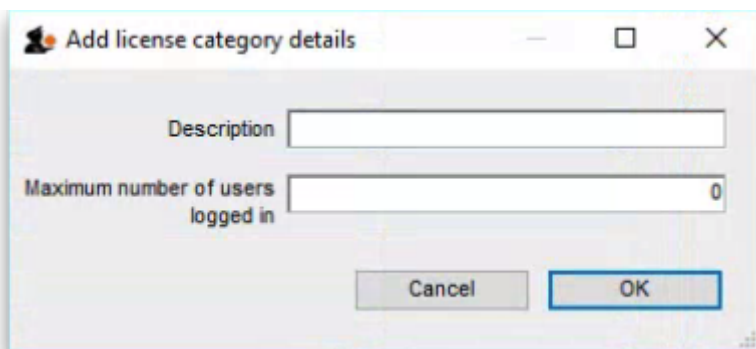 Add license category details
Description
Maximum number of users
logged in
0
Cancel
OK